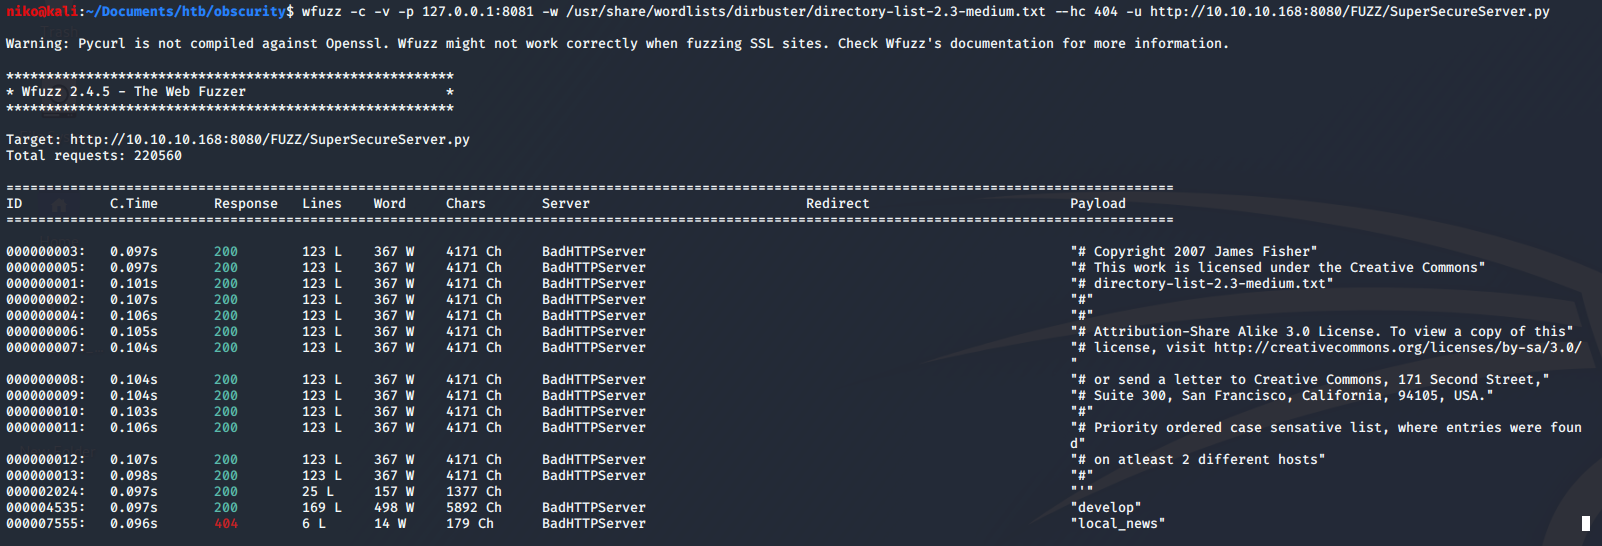 niko@kali:~/Documents/htb/obscurity$ wfuzz -c -v -p 127.0.0.1:8081 -w /usr/share/wordlists/dirbuster/directory-list-2.3-medium.txt --hc 404 -u http://10.10.10.168:8080/FUZZ/SuperSecureServer.py
Warning: Pycurl is not compiled against Openssl. Wfuzz might not work correctly when fuzzing SSL sites. Check Wfuzz's documentation for more information.
********************************************************
* Wfuzz 2.4.5 - The Web Fuzzer                         *
********************************************************
Target: http://10.10.10.168:8080/FUZZ/SuperSecureServer.py
Total requests: 220560
==================================================================================================================================================
ID           C.Time       Response   Lines    Word     Chars       Server                           Redirect                         Payload
==================================================================================================================================================
000000003:   0.097s       200        123 L    367 W    4171 Ch     BadHTTPServer                                                     "# Copyright 2007 James Fisher"
000000005:   0.097s       200        123 L    367 W    4171 Ch     BadHTTPServer                                                     "# This work is licensed under the Creative Commons"
000000001:   0.101s       200        123 L    367 W    4171 Ch     BadHTTPServer                                                     "# directory-list-2.3-medium.txt"
000000002:   0.107s       200        123 L    367 W    4171 Ch     BadHTTPServer                                                     "#"
000000004:   0.106s       200        123 L    367 W    4171 Ch     BadHTTPServer                                                     "#"
000000006:   0.105s       200        123 L    367 W    4171 Ch     BadHTTPServer                                                     "# Attribution-Share Alike 3.0 License. To view a copy of this"
000000007:   0.104s       200        123 L    367 W    4171 Ch     BadHTTPServer                                                     "# license, visit http://creativecommons.org/licenses/by-sa/3.0/
"
000000008:   0.104s       200        123 L    367 W    4171 Ch     BadHTTPServer                                                     "# or send a letter to Creative Commons, 171 Second Street,"
000000009:   0.104s       200        123 L    367 W    4171 Ch     BadHTTPServer                                                     "# Suite 300, San Francisco, California, 94105, USA."
000000010:   0.103s       200        123 L    367 W    4171 Ch     BadHTTPServer                                                     "#"
000000011:   0.106s       200        123 L    367 W    4171 Ch     BadHTTPServer                                                     "# Priority ordered case sensative list, where entries were foun
d"
000000012:   0.107s       200        123 L    367 W    4171 Ch     BadHTTPServer                                                     "# on atleast 2 different hosts"
000000013:   0.098s       200        123 L    367 W    4171 Ch     BadHTTPServer                                                     "#"
000002024:   0.097s       200        25 L     157 W    1377 Ch                                                                       "'"
000004535:   0.097s       200        169 L    498 W    5892 Ch     BadHTTPServer                                                     "develop"
000007555:   0.096s       404        6 L      14 W     179 Ch      BadHTTPServer                                                     "local_news"